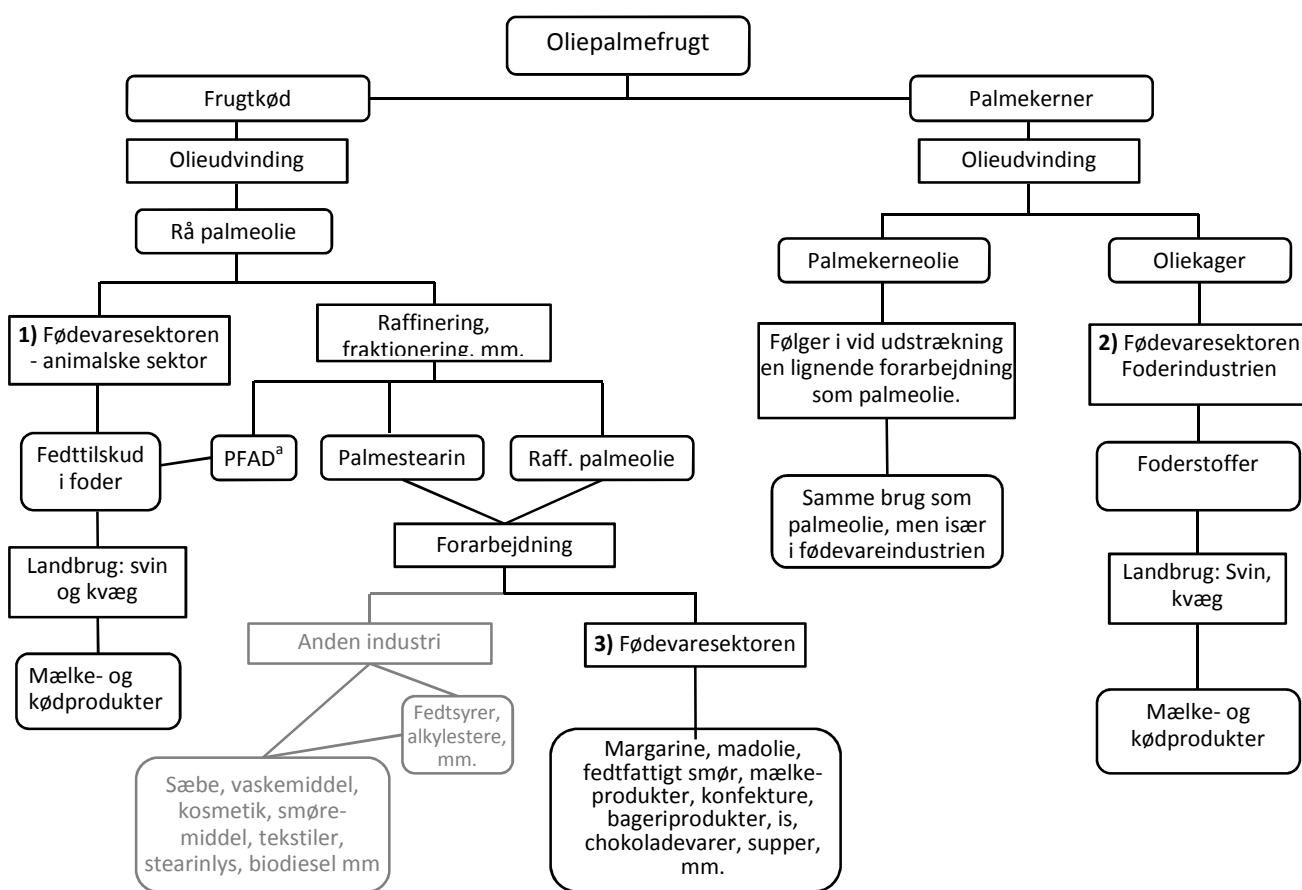 Oliepalmefrugt
Frugtkød
Palmekerner
Olieudvinding
Olieudvinding
Rå palmeolie
Palmekerneolie
Oliekager
1) Fødevaresektoren
- animalske sektor
Raffinering,
fraktionering, mm.
Følger i vid udstrækning
en lignende forarbejdning
som palmeolie.
2) Fødevaresektoren
Foderindustrien
Fedttilskud
i foder
PFADᵃ
Palmestearin
Raff. palmeolie
Foderstoffer
Samme brug som
palmeolie, men især
i fødevareindustrien
Forarbejdning
Landbrug: svin
og kvæg
Landbrug: Svin,
kvæg
Anden industri
3) Fødevaresektoren
Mælke- og
kødprodukter
Fedtsyrer,
alkylestere,
mm.
Mælke- og
kødprodukter
Sæbe, vaskemiddel,
kosmetik, smøre-
middel, tekstiler,
stearinlys, biodiesel mm
Margarine, madolie,
fedtfattigt smør, mælke-
produkter, konfekture,
bageriprodukter, is,
chokoladevarer, supper,
mm.